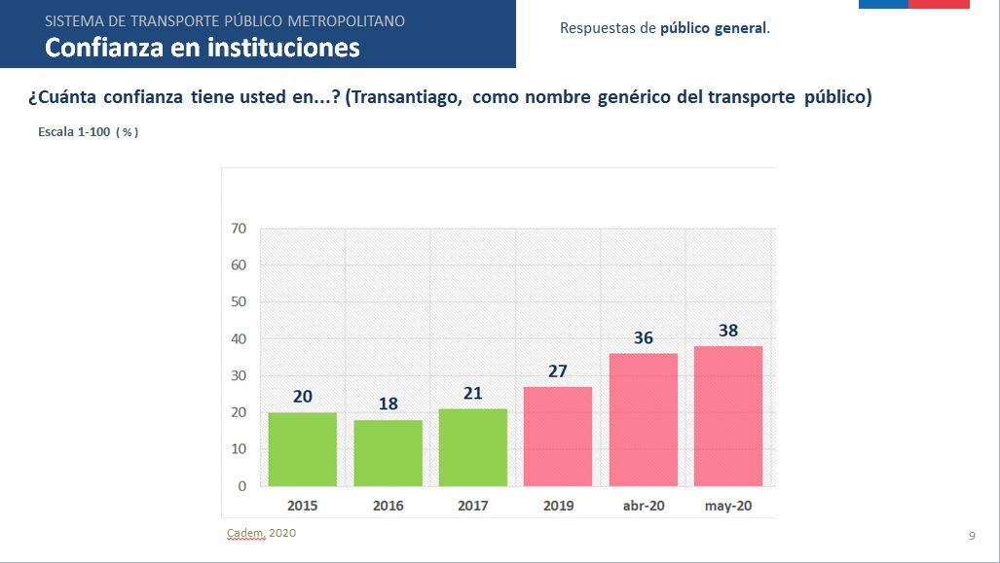 SISTEMA DE TRANSPORTE PÚBLICO METROPOLITANO
Confianza en instituciones
Respuestas de público general.
¿Cuánta confianza tiene usted en...? (Transantiago, como nombre genérico del transporte público)
Escala 1-100 ( % )
70
60
50
40
30
20
10
0
20
18
21
27
36
38
2015
2016
2017
2019
abr-20
may-20
Cadem, 2020
9